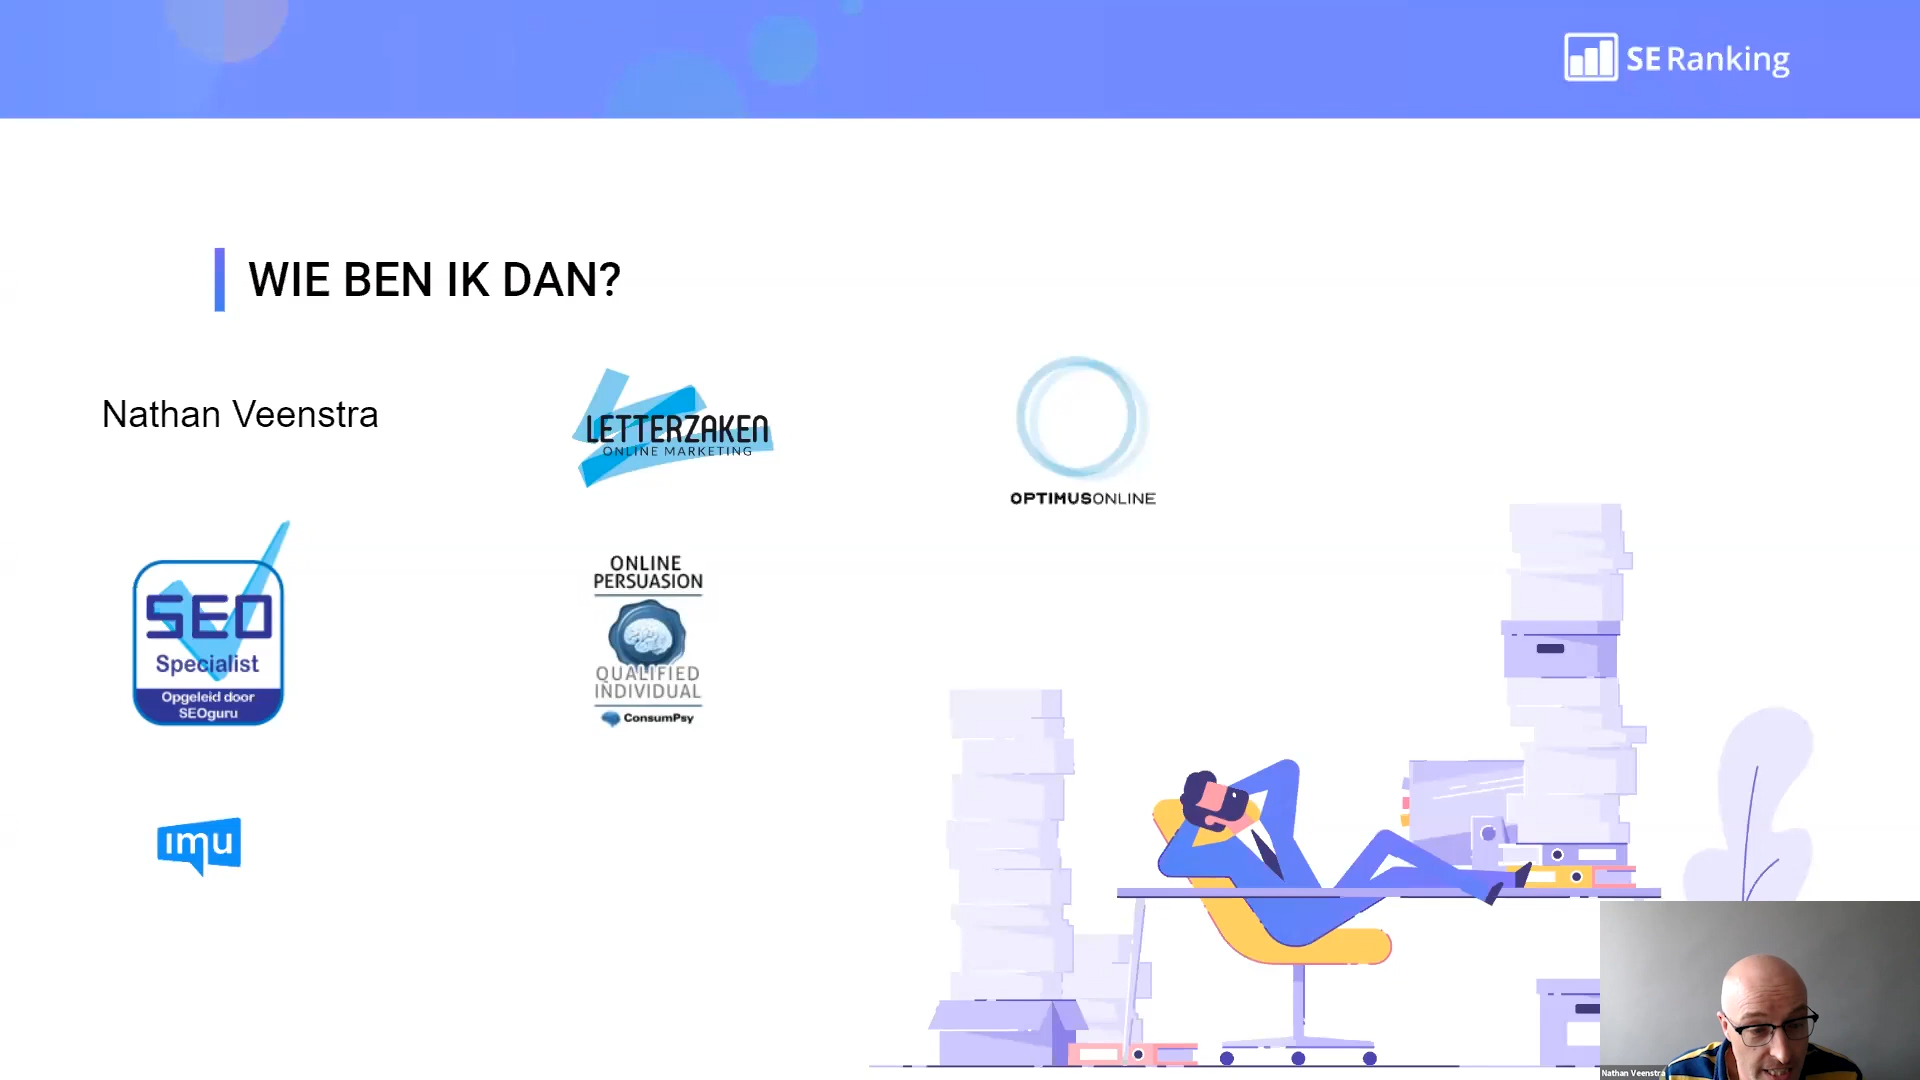 SE Ranking
WIE BEN IK DAN?
Nathan Veenstra
LETTERZAKEN
ONLINE MARKETING
OPTIMUSONLINE
SEO
Specialist
Opgeleid door
SEOguru
ONLINE
PERSUASION
QUALIFIED
INDIVIDUAL
ConsumPsy
imu
Nathan Veenstra